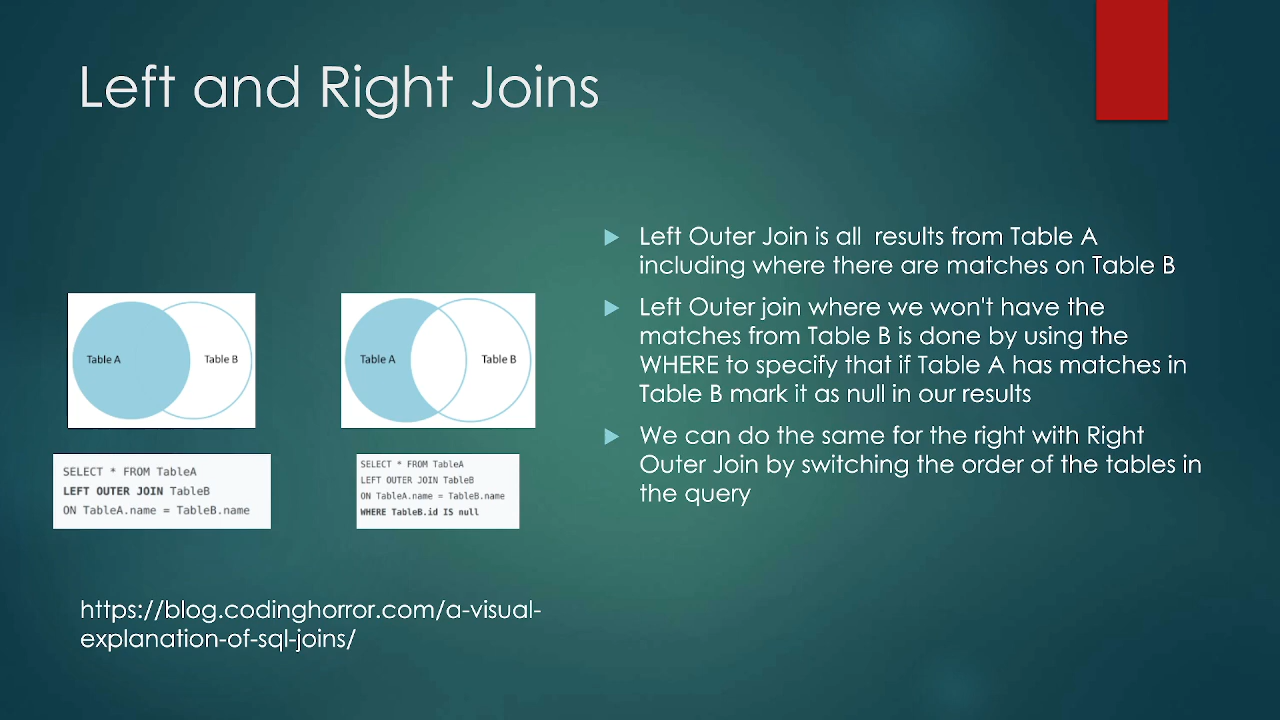 Left and Right Joins
Table A
Table B
SELECT * FROM TableA
LEFT OUTER JOIN TableB
ON TableA.name = TableB.name
Table A
Table B
SELECT * FROM TableA
LEFT OUTER JOIN TableB
ON TableA.name = TableB.name
WHERE TableB.id IS null
https://blog.codinghorror.com/a-visual-
explanation-of-sql-joins/
Left Outer Join is all  results from Table A
including where there are matches on Table B
Left Outer join where we won't have the
matches from Table B is done by using the
WHERE to specify that if Table A has matches in
Table B mark it as null in our results
We can do the same for the right with Right
Outer Join by switching the order of the tables in
the query